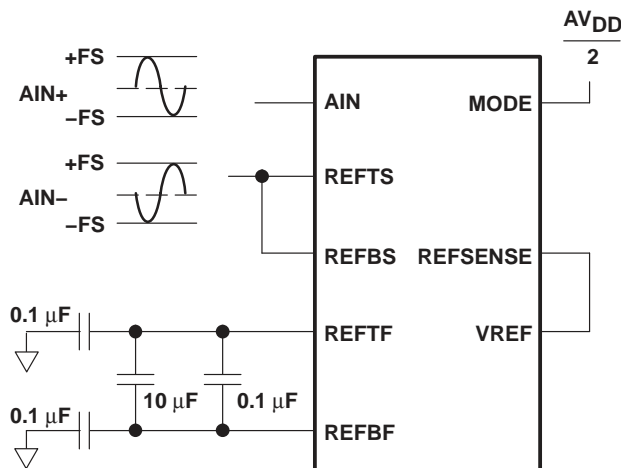 AVDD
2
+FS
AIN+
−FS
AIN
MODE
+FS
AIN−
−FS
REFTS
REFBS
REFSENSE
0.1 μF
REFTF
VREF
10 μF
0.1 μF
0.1 μF
REFBF